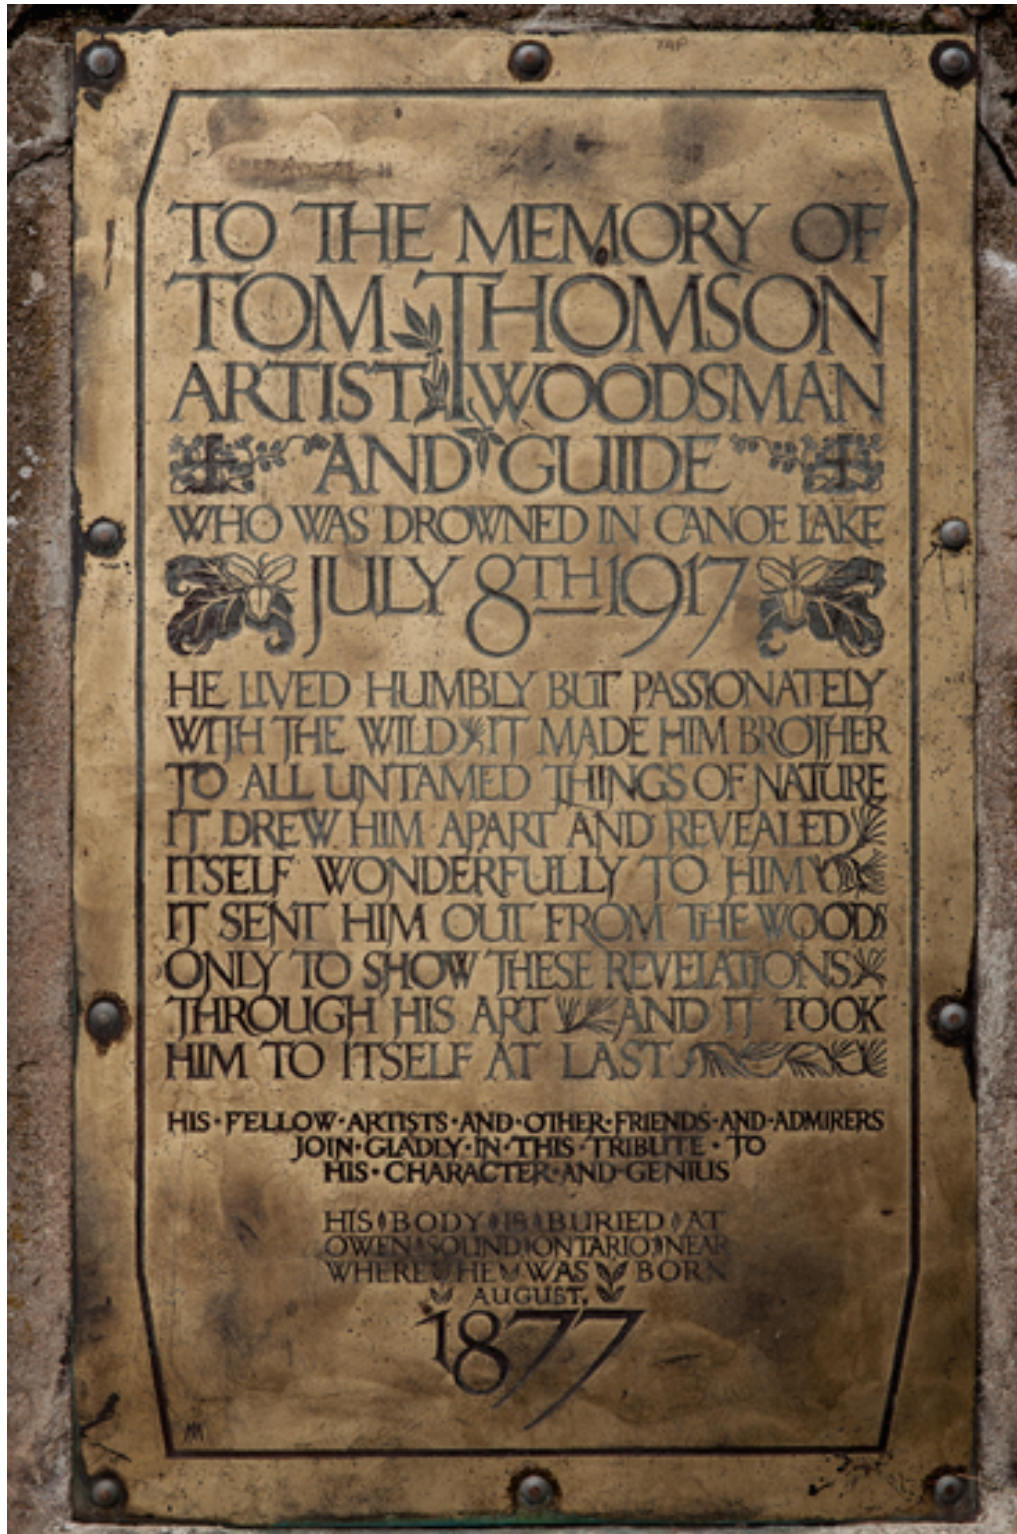 TO THE MEMORY OF
TOM THOMSON
ARTIST WOODSMAN
AND GUIDE
WHO WAS DROWNED IN CANOE LAKE
JULY 8TH 1917
HE LIVED HUMBLY BUT PASSIONATELY
WITH THE WILD IT MADE HIM BROTHER
TO ALL UNTAMED THINGS OF NATURE
IT DREW HIM APART AND REVEALED
ITSELF WONDERFULLY TO HIM
IT SENT HIM OUT FROM THE WOODS
ONLY TO SHOW THESE REVELATIONS
THROUGH HIS ART AND IT TOOK
HIM TO ITSELF AT LAST
HIS·FELLOW·ARTISTS·AND·OTHER·FRIENDS·AND·ADMIRERS
JOIN·GLADLY·IN·THIS·TRIBUTE·TO
HIS·CHARACTER·AND·GENIUS
HIS BODY IS BURIED AT
OWEN SOUND ONTARIO NEAR
WHERE HE WAS BORN
AUGUST,
1877